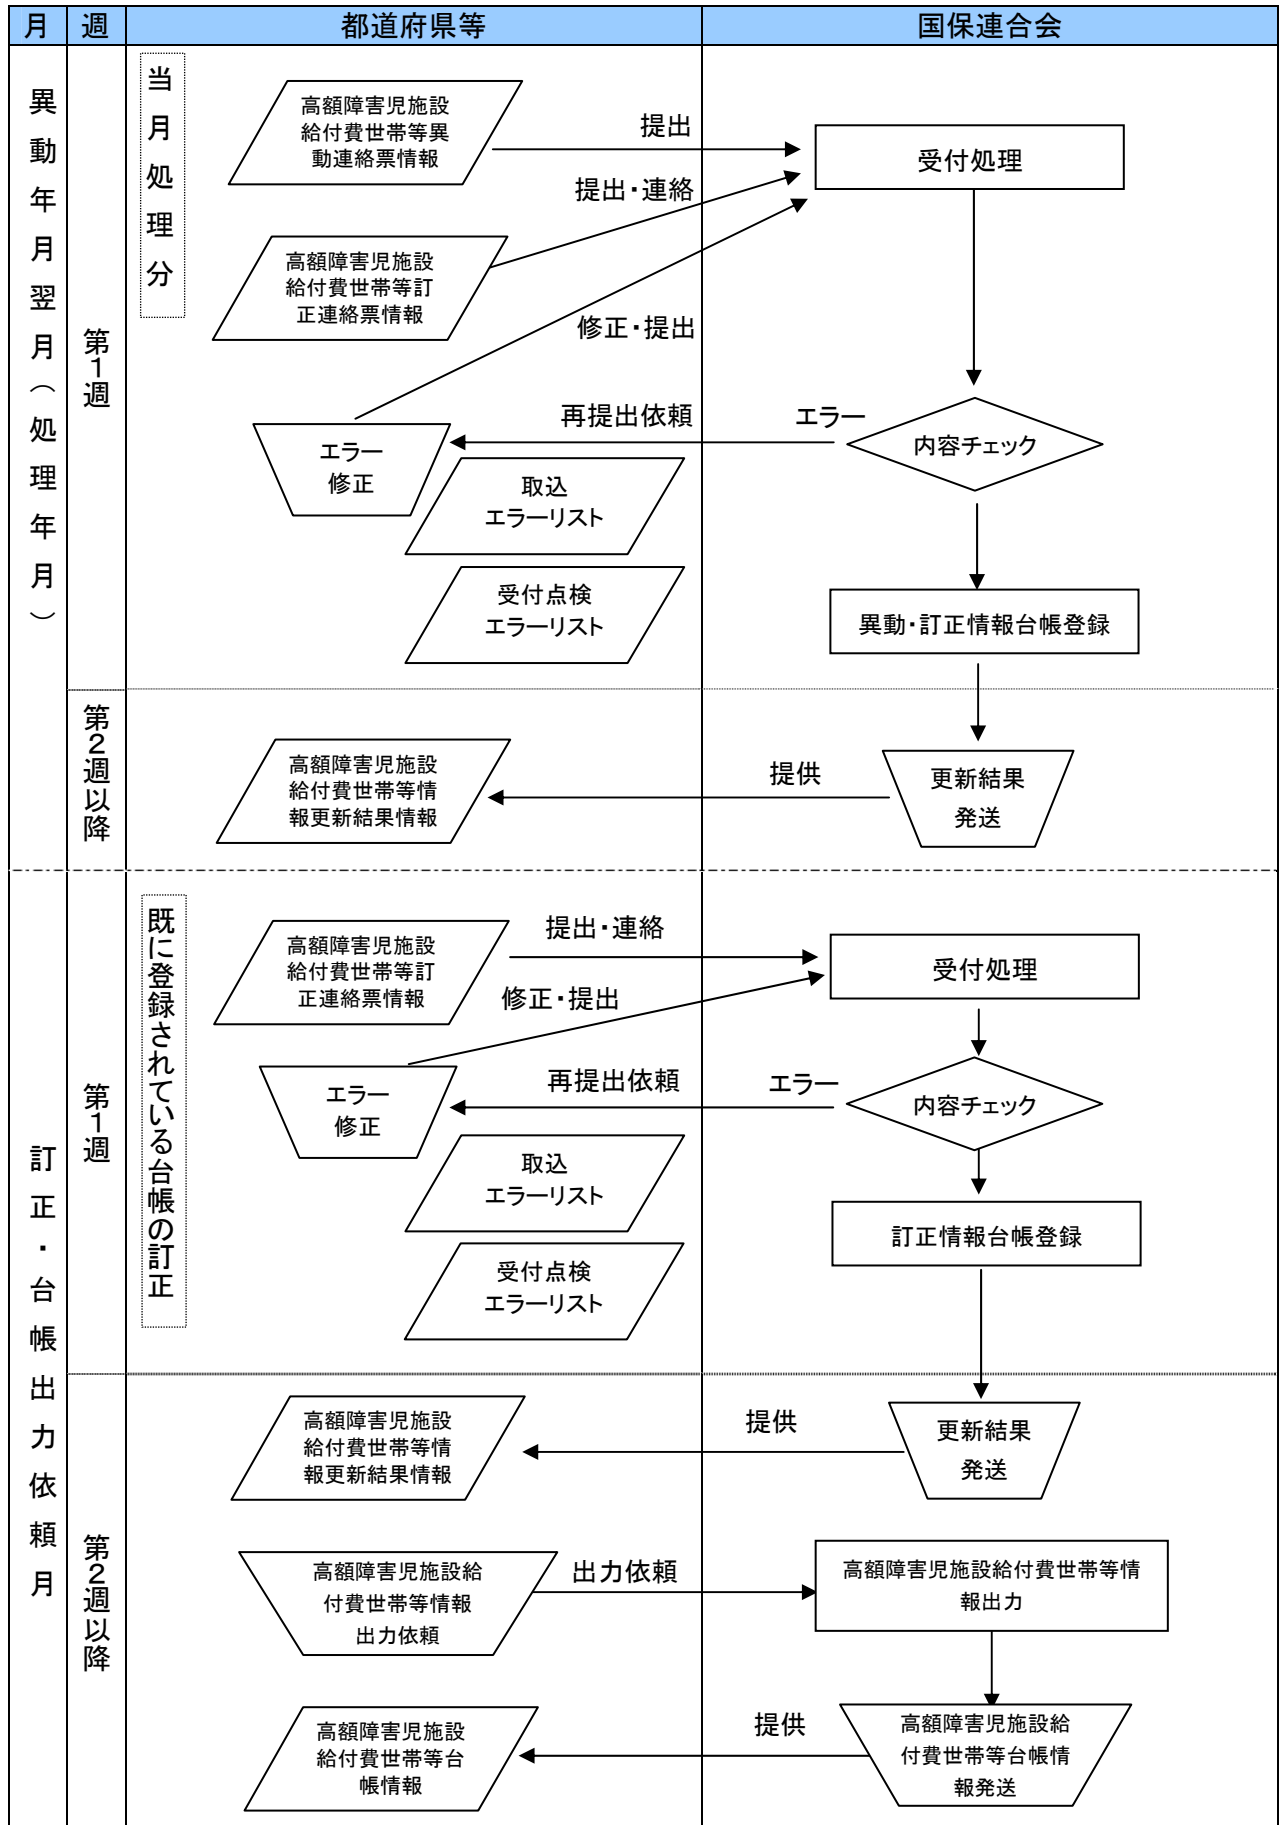 月
週
都道府県等
国保連合会
異動年月翌月（処理年月）
第1週
当月処理分
高額障害児施設
給付費世帯等異
動連絡票情報
提出
受付処理
提出・連絡
高額障害児施設
給付費世帯等訂
正連絡票情報
修正・提出
再提出依頼
エラー
内容チェック
エラー
修正
取込
エラーリスト
受付点検
エラーリスト
異動・訂正情報台帳登録
第2週以降
高額障害児施設
給付費世帯等情
報更新結果情報
提供
更新結果
発送
訂正・台帳出力依頼月
第1週
既に登録されている台帳の訂正
高額障害児施設
給付費世帯等訂
正連絡票情報
提出・連絡
受付処理
修正・提出
エラー
修正
再提出依頼
エラー
内容チェック
取込
エラーリスト
受付点検
エラーリスト
訂正情報台帳登録
第2週以降
高額障害児施設
給付費世帯等情
報更新結果情報
提供
更新結果
発送
高額障害児施設給
付費世帯等情報
出力依頼
出力依頼
高額障害児施設給付費世帯等情
報出力
高額障害児施設
給付費世帯等台
帳情報
提供
高額障害児施設給
付費世帯等台帳情
報発送